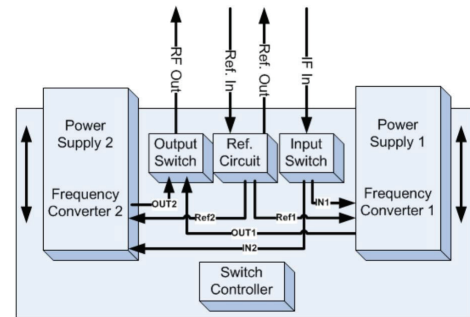 RF Out
Ref. In
Ref. Out
IF In
Power
Supply 2
Frequency
Converter 2
Output
Switch
Ref.
Circuit
Input
Switch
Power
Supply 1
Frequency
Converter 1
OUT2
IN1
Ref2
Ref1
OUT1
IN2
Switch
Controller